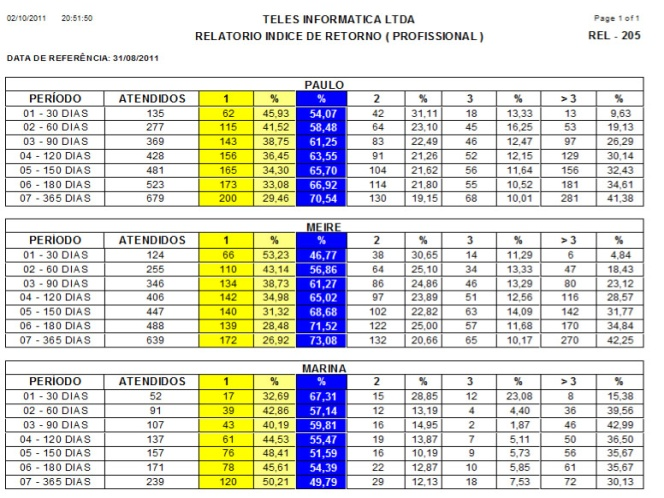 02/10/2011 20:51:50 TELES INFORMATICA LTDA Page 1 of 1
RELATORIO INDICE DE RETORNO ( PROFISSIONAL ) REL - 205
DATA DE REFERÊNCIA: 31/08/2011
PAULO
PERÍODO ATENDIDOS 1 % % 2 % 3 % > 3 %
01 - 30 DIAS 135 62 45,93 54,07 42 31,11 18 13,33 13 9,63
02 - 60 DIAS 277 115 41,52 58,48 64 23,10 45 16,25 53 19,13
03 - 90 DIAS 369 143 38,75 61,25 83 22,49 46 12,47 97 26,29
04 - 120 DIAS 428 156 36,45 63,55 91 21,26 52 12,15 129 30,14
05 - 150 DIAS 481 165 34,30 65,70 104 21,62 56 11,64 156 32,43
06 - 180 DIAS 523 173 33,08 66,92 114 21,80 55 10,52 181 34,61
07 - 365 DIAS 679 200 29,46 70,54 130 19,15 68 10,01 281 41,38
MEIRE
PERÍODO ATENDIDOS 1 % % 2 % 3 % > 3 %
01 - 30 DIAS 124 66 53,23 46,77 38 30,65 14 11,29 6 4,84
02 - 60 DIAS 255 110 43,14 56,86 64 25,10 34 13,33 47 18,43
03 - 90 DIAS 346 134 38,73 61,27 86 24,86 46 13,29 80 23,12
04 - 120 DIAS 406 142 34,98 65,02 97 23,89 51 12,56 116 28,57
05 - 150 DIAS 447 140 31,32 68,68 102 22,82 63 14,09 142 31,77
06 - 180 DIAS 488 139 28,48 71,52 122 25,00 57 11,68 170 34,84
07 - 365 DIAS 639 172 26,92 73,08 132 20,66 65 10,17 270 42,25
MARINA
PERÍODO ATENDIDOS 1 % % 2 % 3 % > 3 %
01 - 30 DIAS 52 17 32,69 67,31 15 28,85 12 23,08 8 15,38
02 - 60 DIAS 91 39 42,86 57,14 12 13,19 4 4,40 36 39,56
03 - 90 DIAS 107 43 40,19 59,81 16 14,95 2 1,87 46 42,99
04 - 120 DIAS 137 61 44,53 55,47 19 13,87 7 5,11 50 36,50
05 - 150 DIAS 157 76 48,41 51,59 16 10,19 9 5,73 56 35,67
06 - 180 DIAS 171 78 45,61 54,39 22 12,87 10 5,85 61 35,67
07 - 365 DIAS 239 120 50,21 49,79 29 12,13 18 7,53 72 30,13